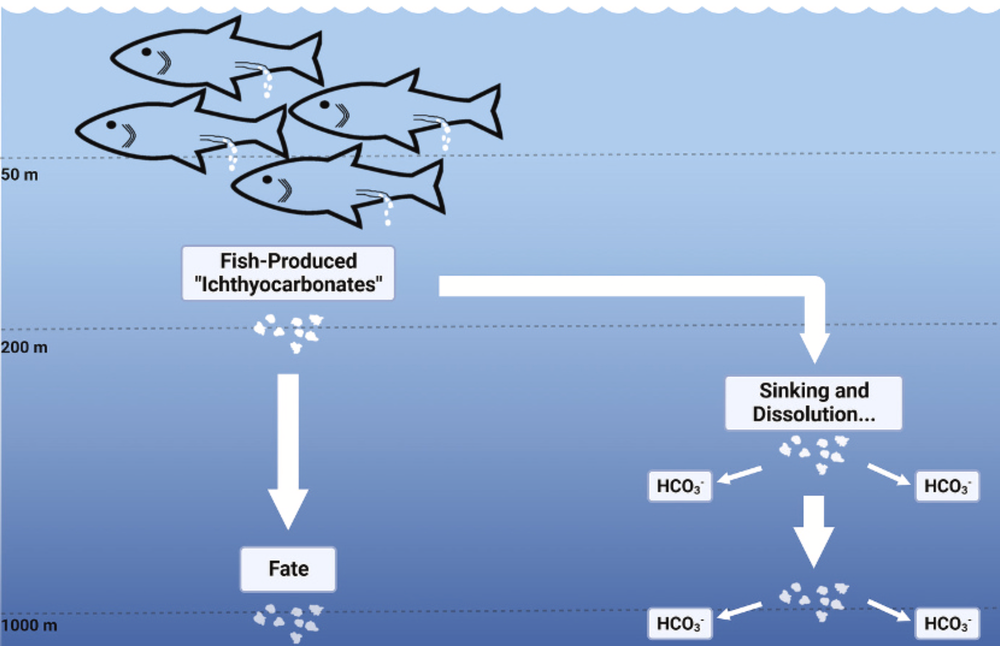 50 m
Fish-Produced
"Ichthyocarbonates"
200 m
Sinking and
Dissolution...
HCO₃⁻
HCO₃⁻
Fate
1000 m
HCO₃⁻
HCO₃⁻